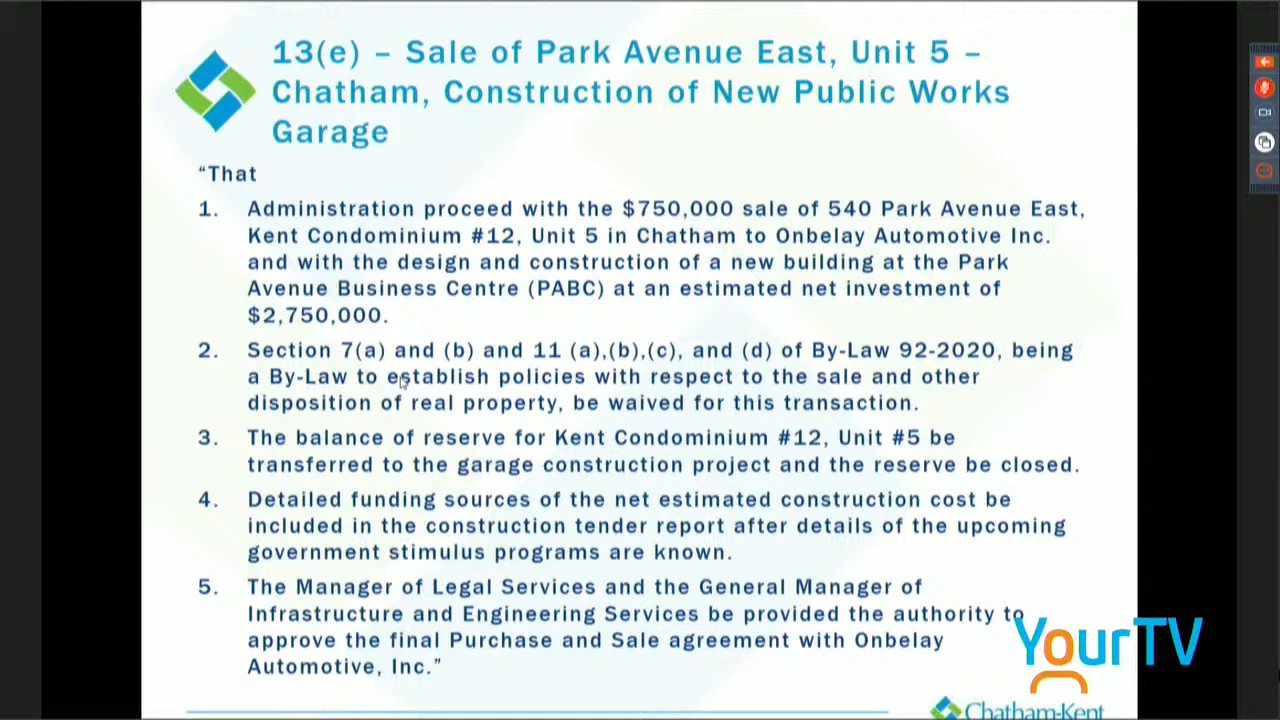 13(e) – Sale of Park Avenue East, Unit 5 –
Chatham, Construction of New Public Works
Garage
“That
1. Administration proceed with the $750,000 sale of 540 Park Avenue East,
Kent Condominium #12, Unit 5 in Chatham to Onbelay Automotive Inc.
and with the design and construction of a new building at the Park
Avenue Business Centre (PABC) at an estimated net investment of
$2,750,000.
2. Section 7(a) and (b) and 11 (a),(b),(c), and (d) of By-Law 92-2020, being
a By-Law to establish policies with respect to the sale and other
disposition of real property, be waived for this transaction.
3. The balance of reserve for Kent Condominium #12, Unit #5 be
transferred to the garage construction project and the reserve be closed.
4. Detailed funding sources of the net estimated construction cost be
included in the construction tender report after details of the upcoming
government stimulus programs are known.
5. The Manager of Legal Services and the General Manager of
Infrastructure and Engineering Services be provided the authority to
approve the final Purchase and Sale agreement with Onbelay
Automotive, Inc.”
YourTV
Chatham-Kent